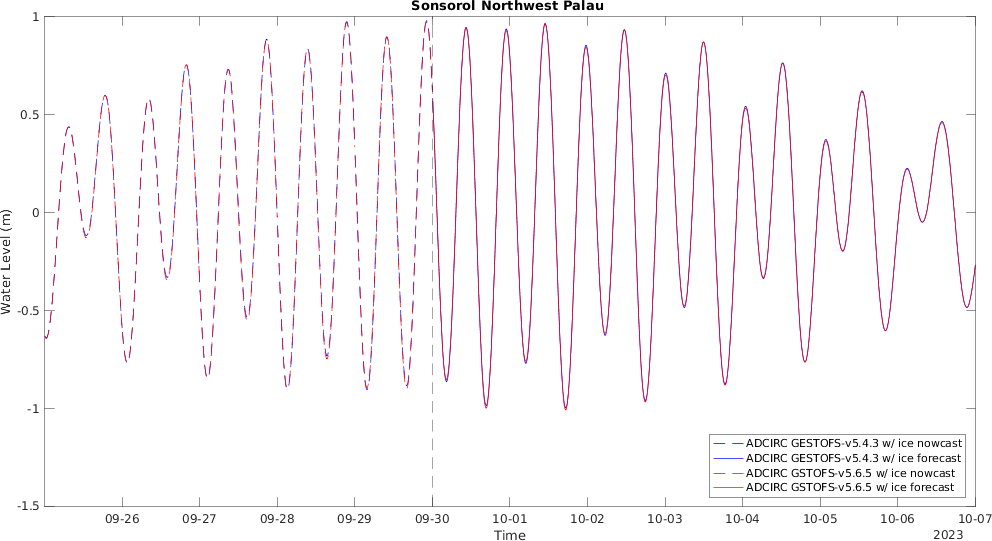 Sonsorol Northwest Palau
Water Level (m)
1
0.5
0
-0.5
-1
-1.5
ADCIRC GESTOFS-v5.4.3 w/ ice nowcast
ADCIRC GESTOFS-v5.4.3 w/ ice forecast
ADCIRC GSTOFS-v5.6.5 w/ ice nowcast
ADCIRC GSTOFS-v5.6.5 w/ ice forecast
09-26 09-27 09-28 09-29 09-30 10-01 10-02 10-03 10-04 10-05 10-06 10-07
Time
2023